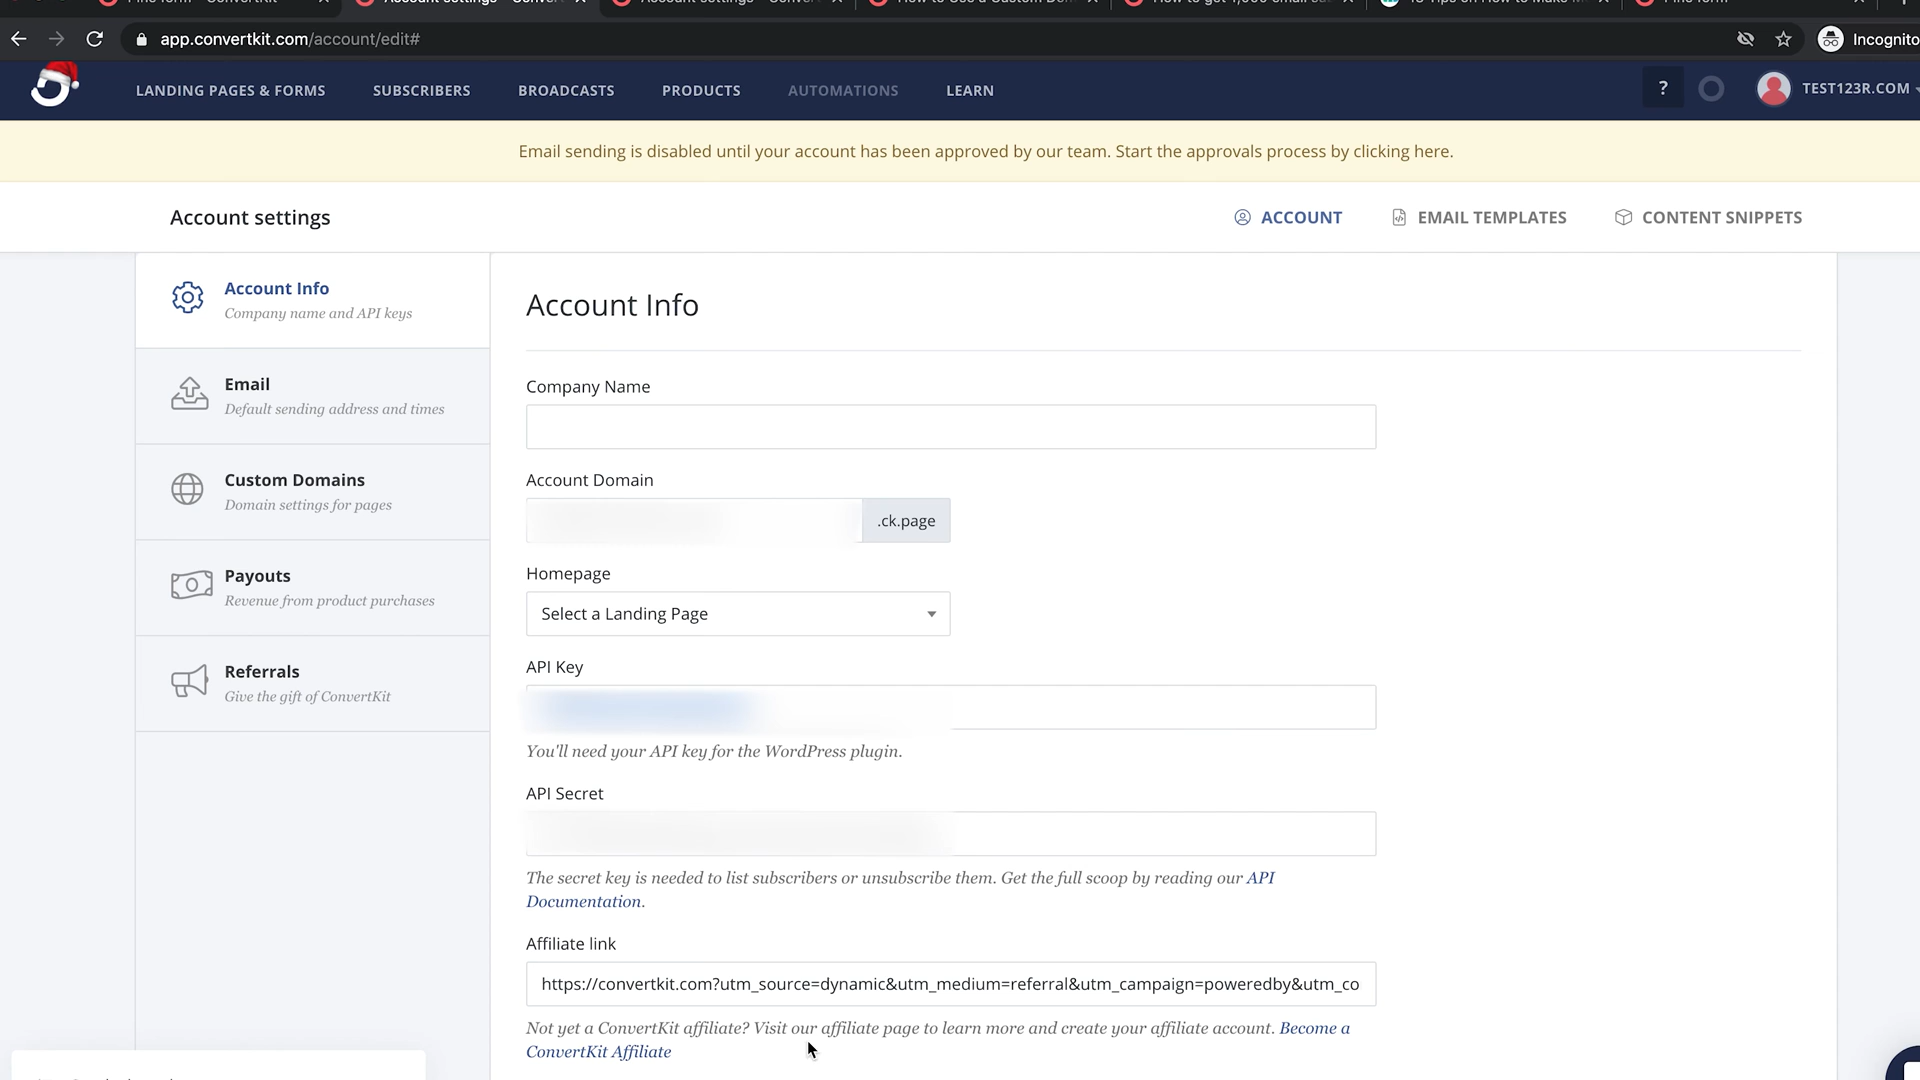 app.convertkit.com/account/edit#
Incognito
LANDING PAGES & FORMS SUBSCRIBERS BROADCASTS PRODUCTS AUTOMATIONS LEARN ? TEST123R.COM
Email sending is disabled until your account has been approved by our team. Start the approvals process by clicking here.
Account settings ACCOUNT EMAIL TEMPLATES CONTENT SNIPPETS
Account Info
Company name and API keys
Email
Default sending address and times
Custom Domains
Domain settings for pages
Payouts
Revenue from product purchases
Referrals
Give the gift of ConvertKit
Account Info
Company Name
Account Domain
.ck.page
Homepage
Select a Landing Page
API Key
You'll need your API key for the WordPress plugin.
API Secret
The secret key is needed to list subscribers or unsubscribe them. Get the full scoop by reading our API
Documentation.
Affiliate link
https://convertkit.com?utm_source=dynamic&utm_medium=referral&utm_campaign=poweredby&utm_co
Not yet a ConvertKit affiliate? Visit our affiliate page to learn more and create your affiliate account. Become a
ConvertKit Affiliate